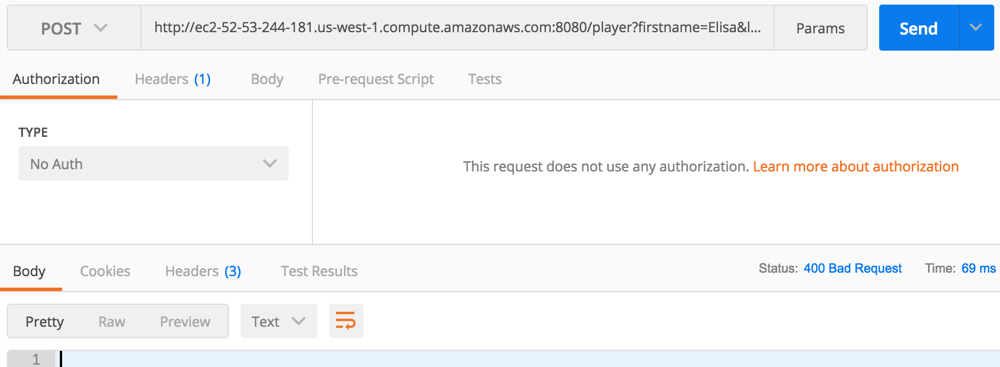 POST http://ec2-52-53-244-181.us-west-1.compute.amazonaws.com:8080/player?firstname=Elisa&l... Params Send
Authorization Headers (1) Body Pre-request Script Tests
TYPE
No Auth
This request does not use any authorization. Learn more about authorization
Body Cookies Headers (3) Test Results Status: 400 Bad Request Time: 69 ms
Pretty Raw Preview Text
1